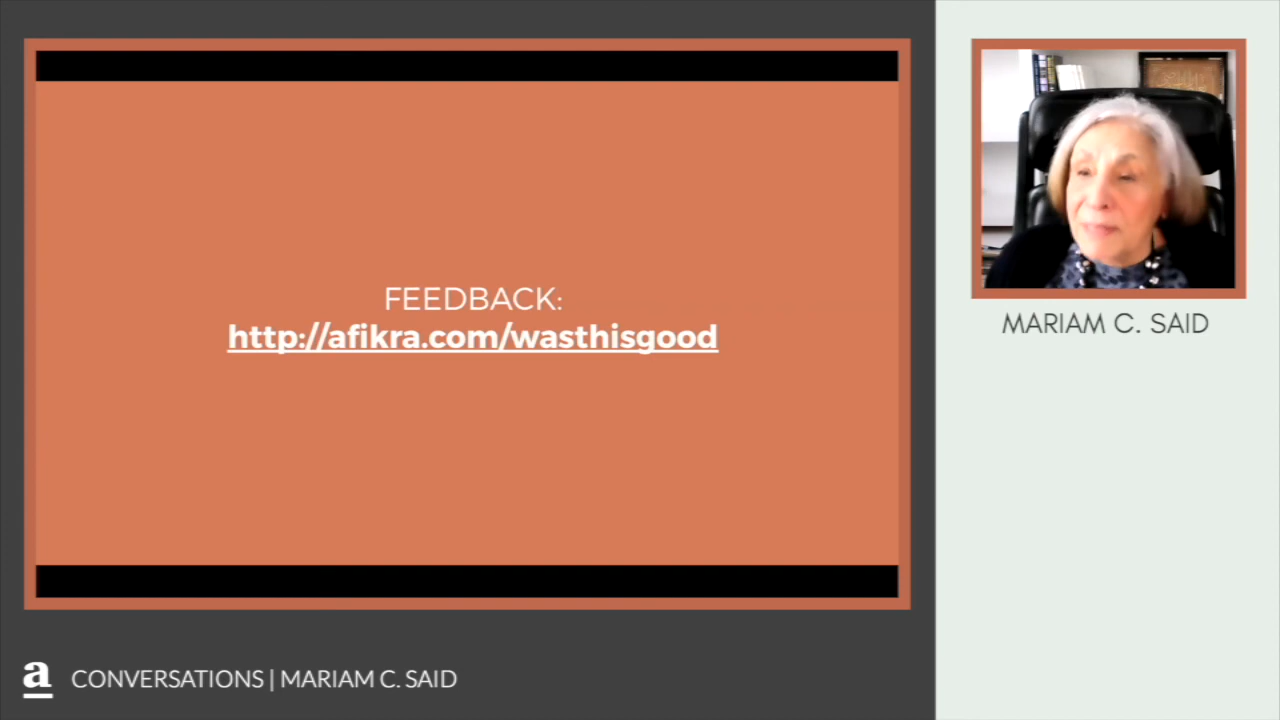 FEEDBACK:
http://afikra.com/wasthisgood
MARIAM C. SAID
a CONVERSATIONS | MARIAM C. SAID